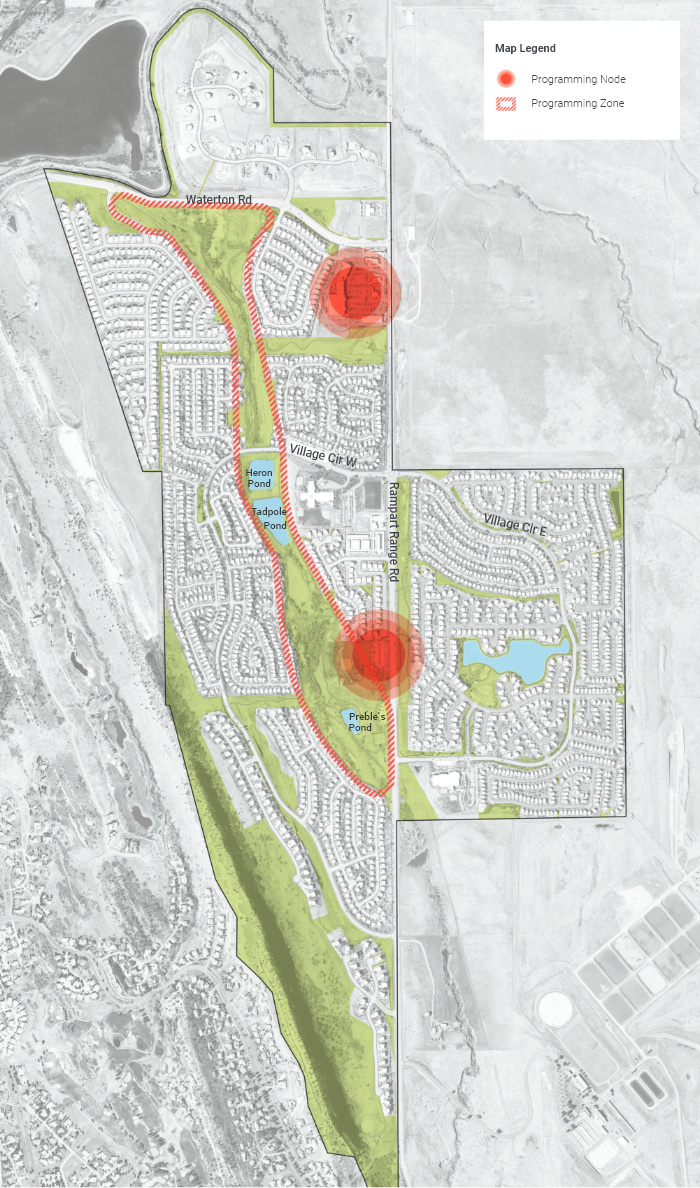 Map Legend
Programming Node
Programming Zone
Waterton Rd
Village Cir W
Heron
Pond
Tadpole
Pond
Rampart Range Rd
Village Cir E
Preble's
Pond